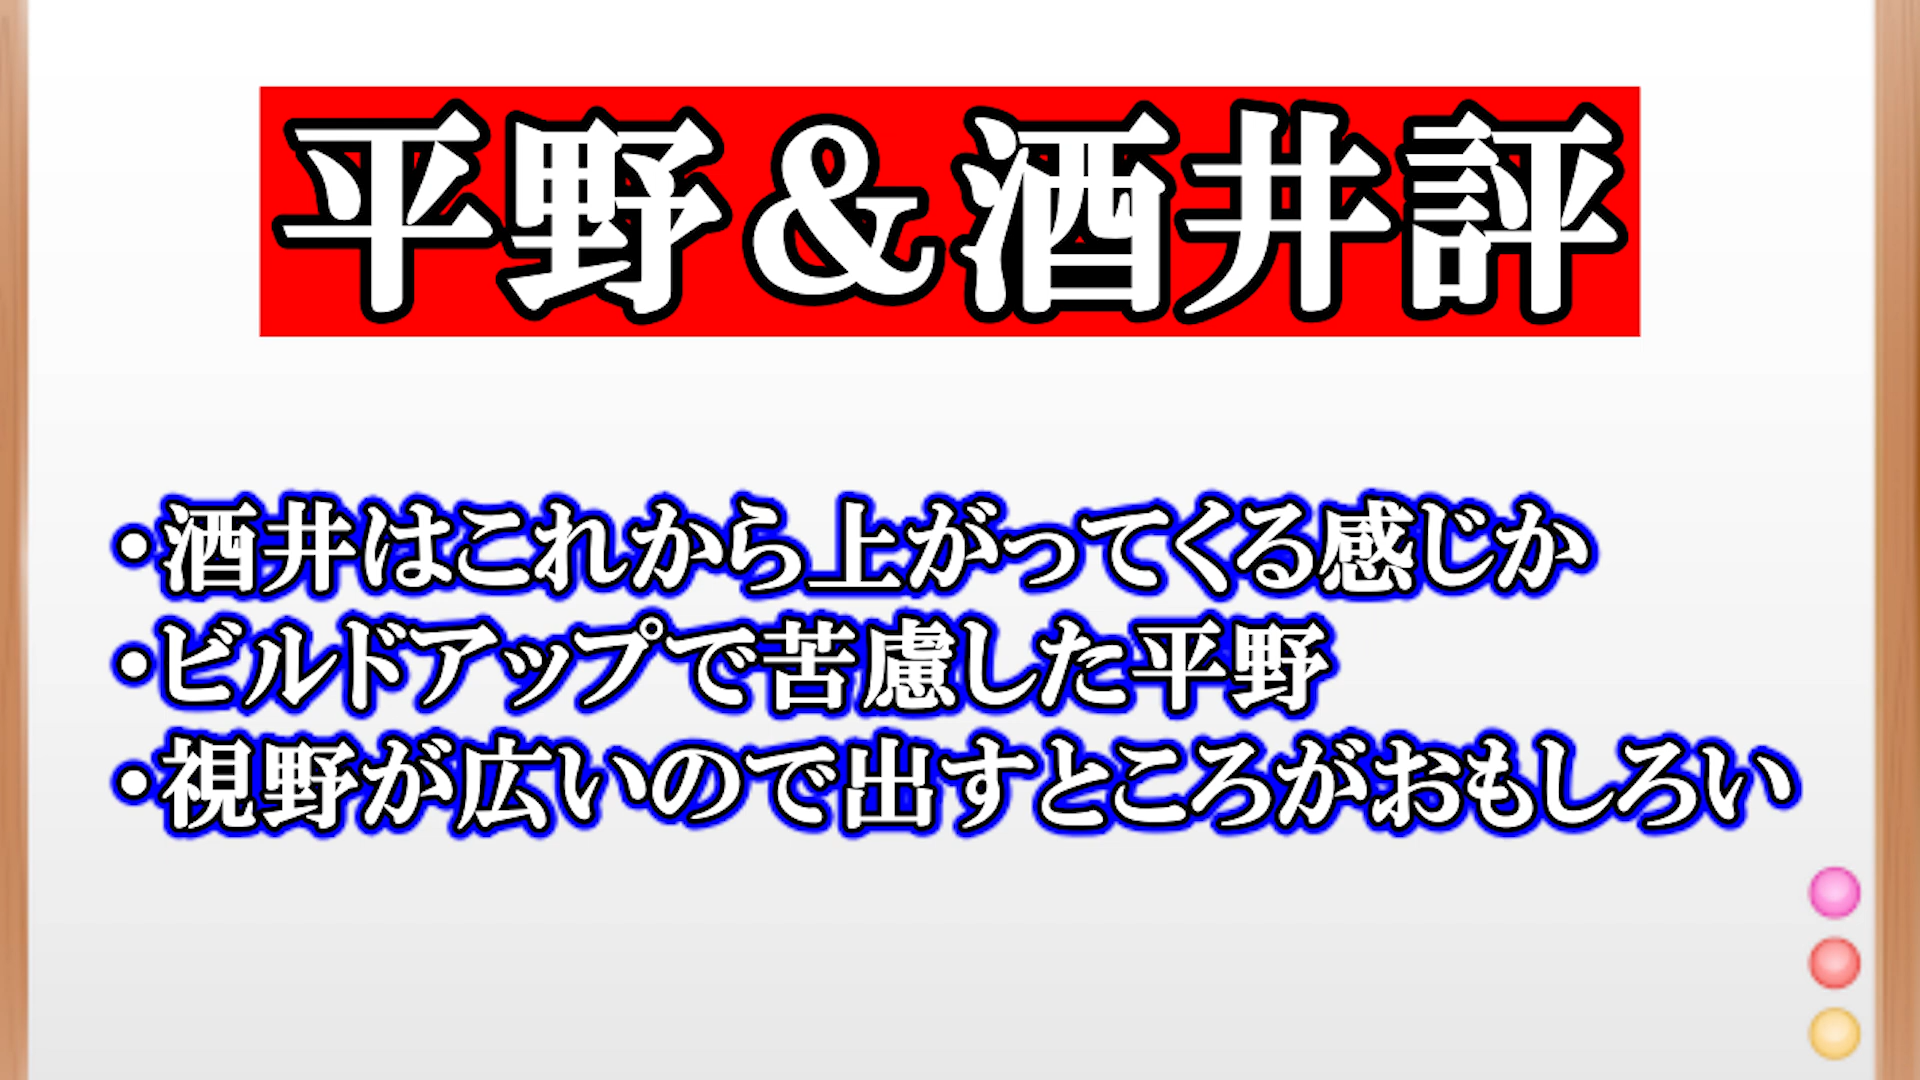 平野＆酒井評
・酒井はこれから上がってくる感じか
・ビルドアップで苦慮した平野
・視野が広いので出すところがおもしろい